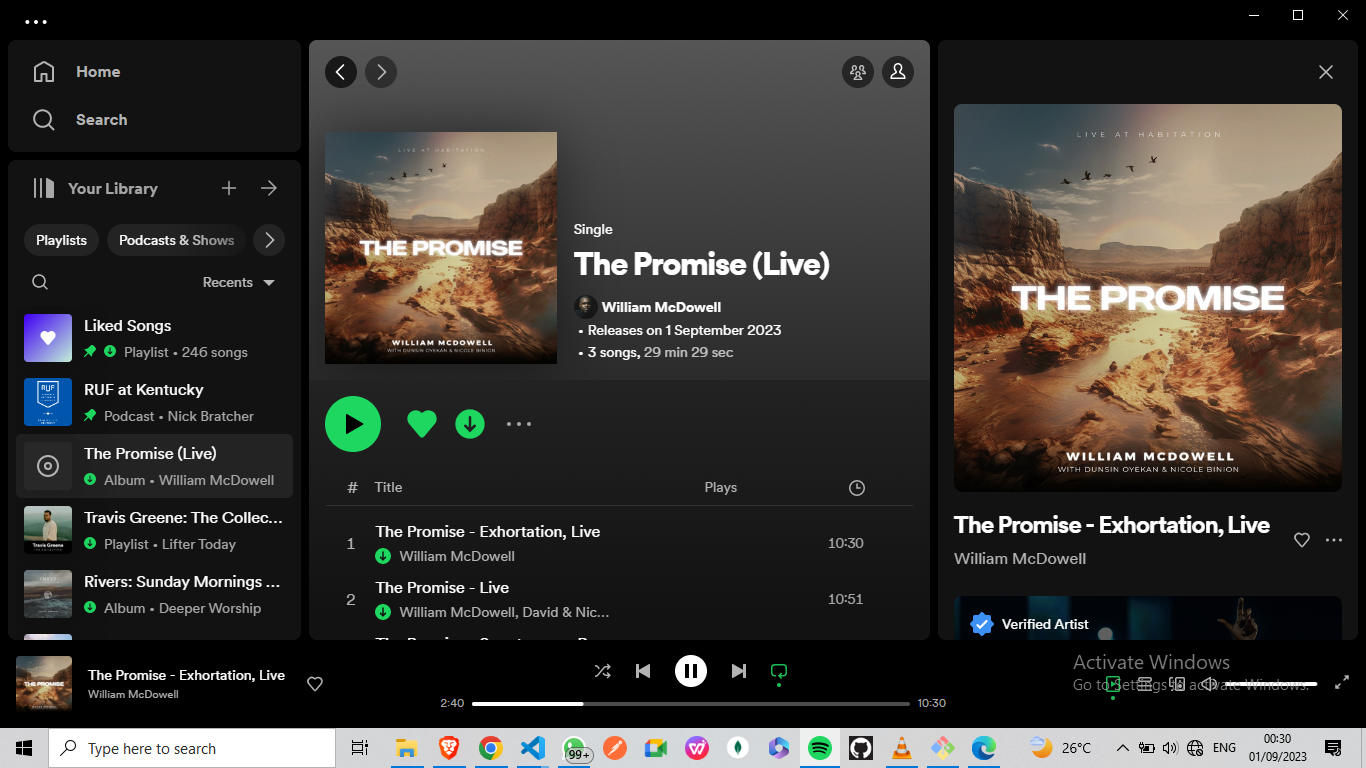 Home
Search
Your Library
Playlists
Podcasts & Shows
Recents
Liked Songs
Playlist • 246 songs
RUF
RUF at Kentucky
Podcast • Nick Bratcher
The Promise (Live)
Album • William McDowell
Travis Greene
Travis Greene: The Collec...
Playlist • Lifter Today
Rivers: Sunday Mornings ...
Album • Deeper Worship
LIVE AT HABITATION
THE PROMISE
WILLIAM MCDOWELL
WITH DUNSIN OYEKAN & NICOLE BINION
Single
The Promise (Live)
William McDowell
• Releases on 1 September 2023
• 3 songs, 29 min 29 sec
# Title Plays
1 The Promise - Exhortation, Live 10:30
William McDowell
2 The Promise - Live 10:51
William McDowell, David & Nic...
LIVE AT HABITATION
THE PROMISE
WILLIAM MCDOWELL
WITH DUNSIN OYEKAN & NICOLE BINION
The Promise - Exhortation, Live
William McDowell
Verified Artist
THE PROMISE
The Promise - Exhortation, Live
William McDowell
2:40
10:30
Activate Windows
Go to Settings to activate Windows.
Type here to search
99+
26°C
ENG
00:30
01/09/2023